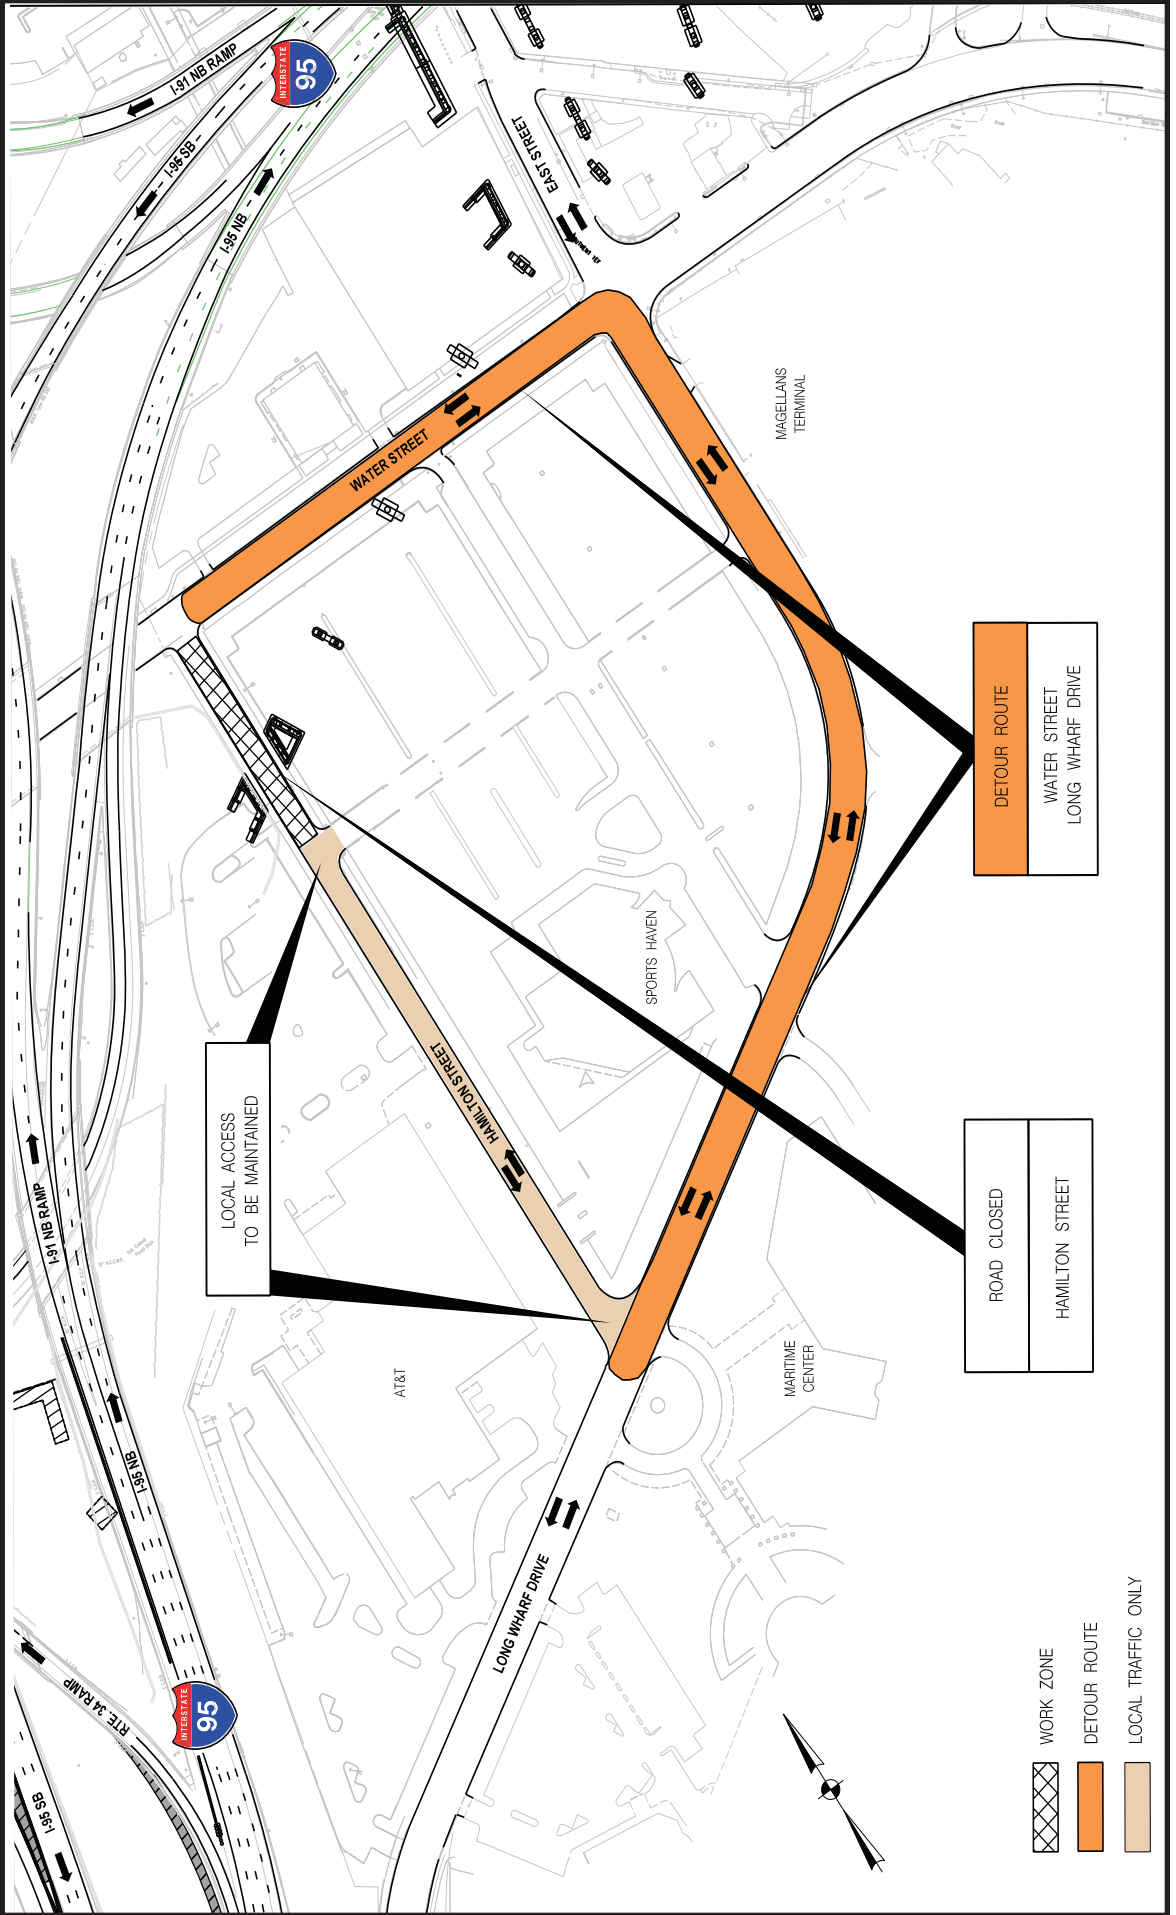 I-91 NB RAMP
INTERSTATE
95
I-95 SB
I-95 NB
EAST STREET
WATER STREET
MAGELLANS
TERMINAL
DETOUR ROUTE
WATER STREET
LONG WHARF DRIVE
SPORTS HAVEN
HAMILTON STREET
LOCAL ACCESS
TO BE MAINTAINED
ROAD CLOSED
HAMILTON STREET
I-91 NB RAMP
I-95 NB
AT&T
MARITIME
CENTER
LONG WHARF DRIVE
RTE. 34 RAMP
INTERSTATE
95
I-95 SB
WORK ZONE
DETOUR ROUTE
LOCAL TRAFFIC ONLY